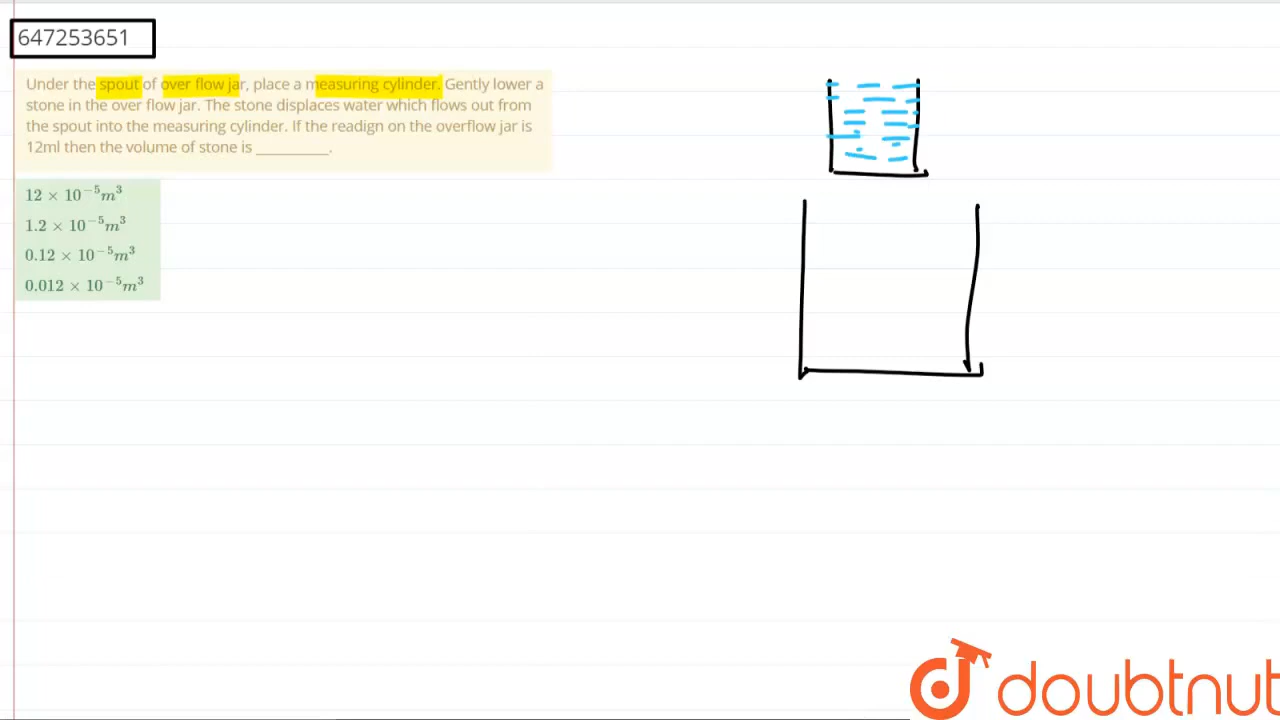 647253651
Under the spout of over flow jar, place a measuring cylinder. Gently lower a
stone in the over flow jar. The stone displaces water which flows out from
the spout into the measuring cylinder. If the readign on the overflow jar is
12ml then the volume of stone is __________.
12 × 10⁻⁵m³
1.2 × 10⁻⁵m³
0.12 × 10⁻⁵m³
0.012 × 10⁻⁵m³
doubtnut